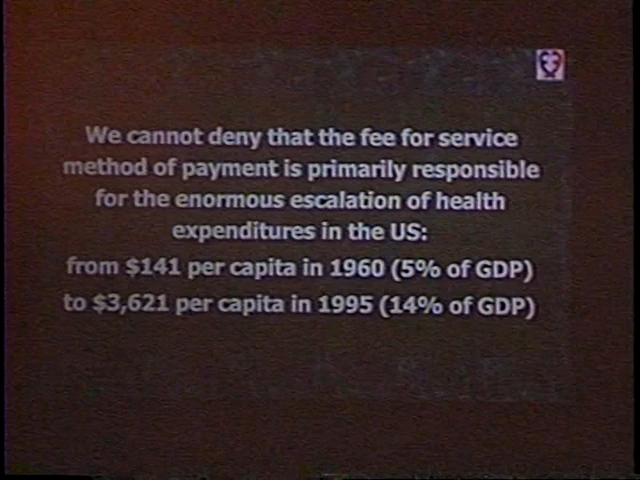 We cannot deny that the fee for service
method of payment is primarily responsible
for the enormous escalation of health
expenditures in the US:
from $141 per capita in 1960 (5% of GDP)
to $3,621 per capita in 1995 (14% of GDP)